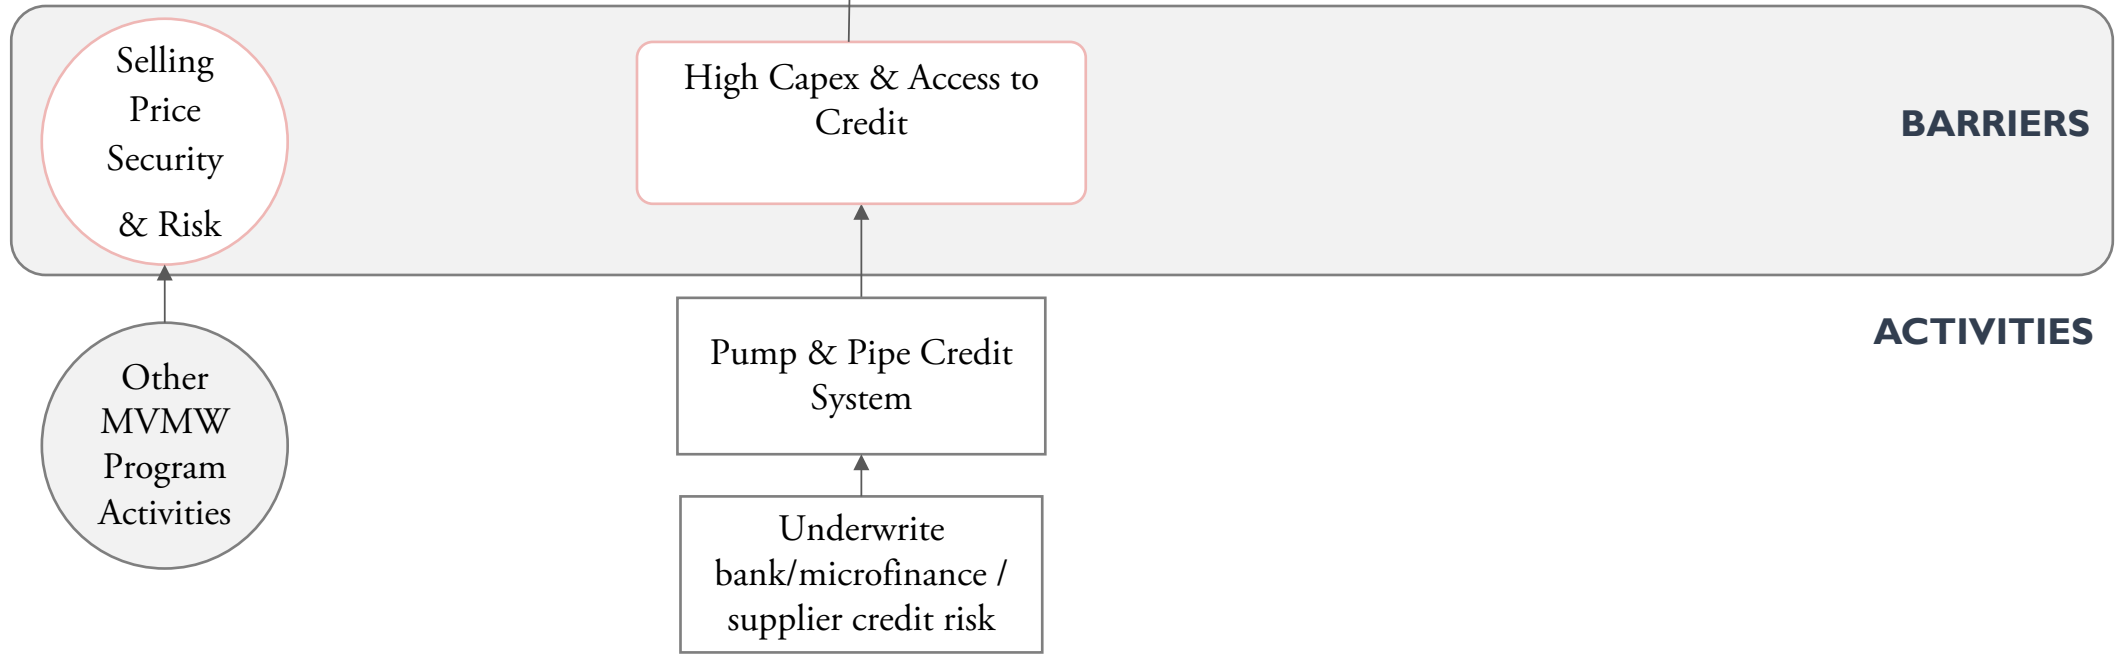 Selling
Price
Security
& Risk
High Capex & Access to
Credit
BARRIERS
ACTIVITIES
Other
MVMW
Program
Activities
Pump & Pipe Credit
System
Underwrite
bank/microfinance /
supplier credit risk